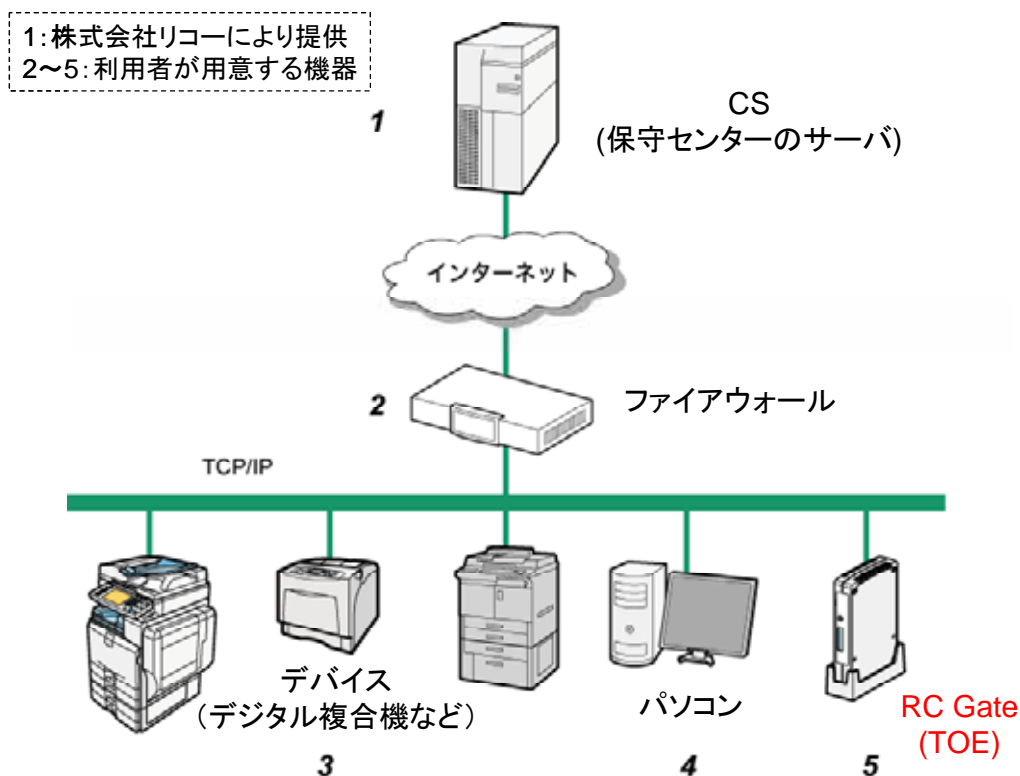 1:株式会社リコーにより提供
2～5:利用者が用意する機器
1
CS
(保守センターのサーバ)
インターネット
2
ファイアウォール
TCP/IP
デバイス
（デジタル複合機など）
3
パソコン
4
RC Gate
(TOE)
5